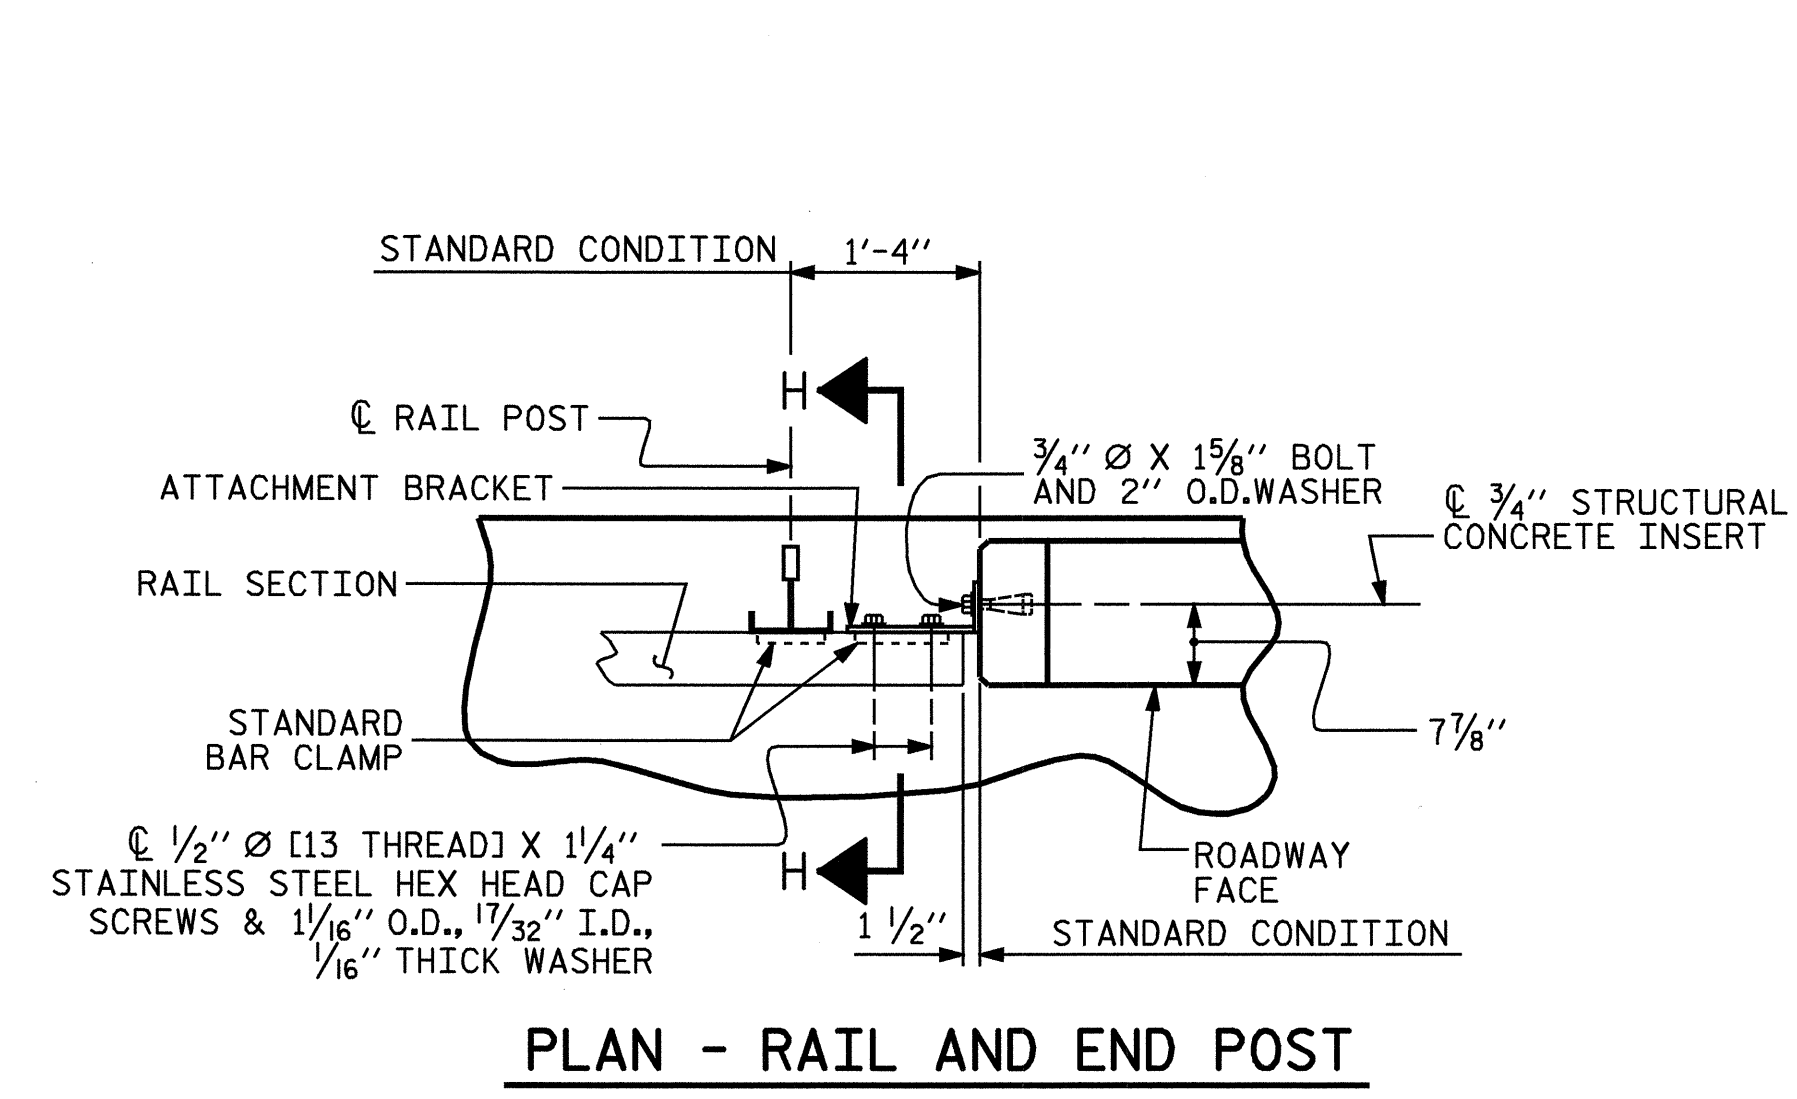 STANDARD CONDITION
1'-4"
H
℄ RAIL POST
ATTACHMENT BRACKET
3/4" Ø X 1 5/8" BOLT
AND 2" O.D.WASHER
℄ 3/4" STRUCTURAL
CONCRETE INSERT
RAIL SECTION
STANDARD
BAR CLAMP
7 7/8"
℄ 1/2" Ø [13 THREAD] X 1 1/4"
STAINLESS STEEL HEX HEAD CAP
SCREWS & 1 1/16" O.D., 17/32" I.D.,
1/16" THICK WASHER
H
ROADWAY
FACE
1 1/2"
STANDARD CONDITION
PLAN - RAIL AND END POST